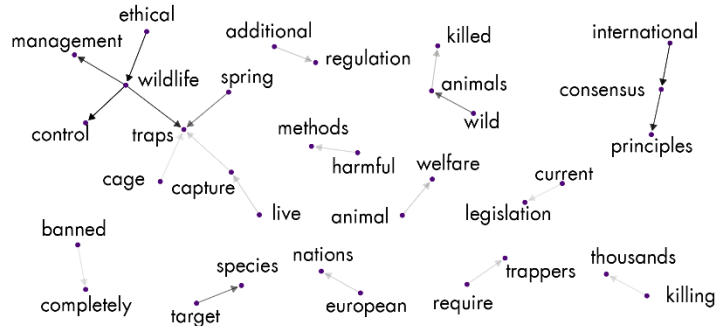 ethical
additional
killed
international
management
regulation
wildlife
spring
animals
consensus
control
traps
methods
wild
principles
harmful
welfare
cage
capture
current
live
animal
legislation
banned
nations
thousands
species
trappers
completely
target
european
require
killing